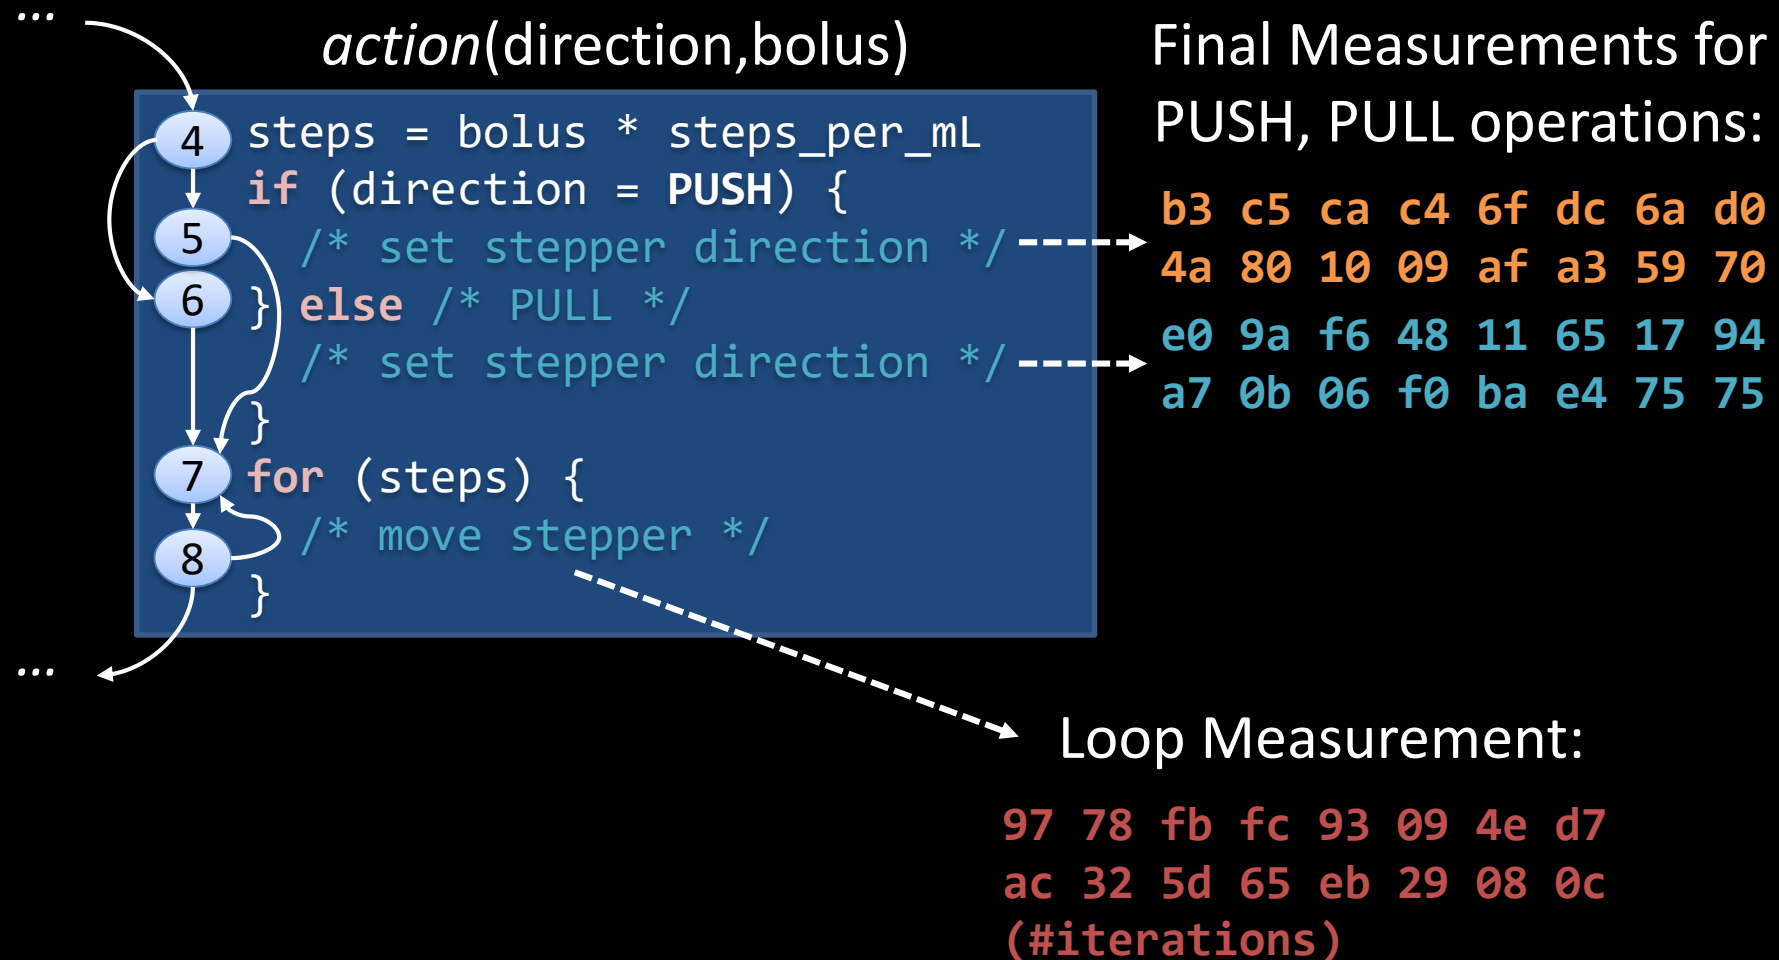 ...
action(direction,bolus)
4
steps = bolus * steps_per_mL
if (direction = PUSH) {
5
/* set stepper direction */
6
} else /* PULL */
/* set stepper direction */
}
7
for (steps) {
/* move stepper */
8
}
...
Final Measurements for
PUSH, PULL operations:
b3 c5 ca c4 6f dc 6a d0
4a 80 10 09 af a3 59 70
e0 9a f6 48 11 65 17 94
a7 0b 06 f0 ba e4 75 75
Loop Measurement:
97 78 fb fc 93 09 4e d7
ac 32 5d 65 eb 29 08 0c
(#iterations)